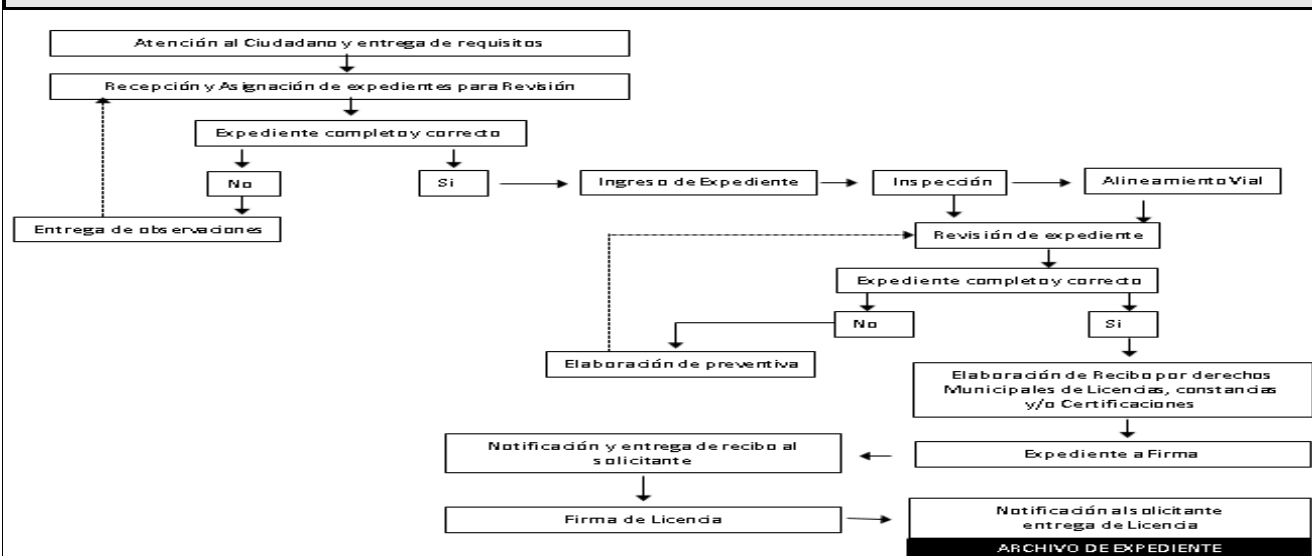 Atención al Ciudadano y entrega de requisitos
Recepción y Asignación de expedientes para Revisión
Expediente completo y correcto
No
Si
Ingreso de Expediente
Inspección
Alineamiento Vial
Entrega de observaciones
Revisión de expediente
Expediente completo y correcto
No
Si
Elaboración de preventiva
Elaboración de Recibo por derechos
Municipales de Licencias, constancias
y/o Certificaciones
Notificación y entrega de recibo al
solicitante
Expediente a Firma
Firma de Licencia
Notificación al solicitante
entrega de Licencia
ARCHIVO DE EXPEDIENTE